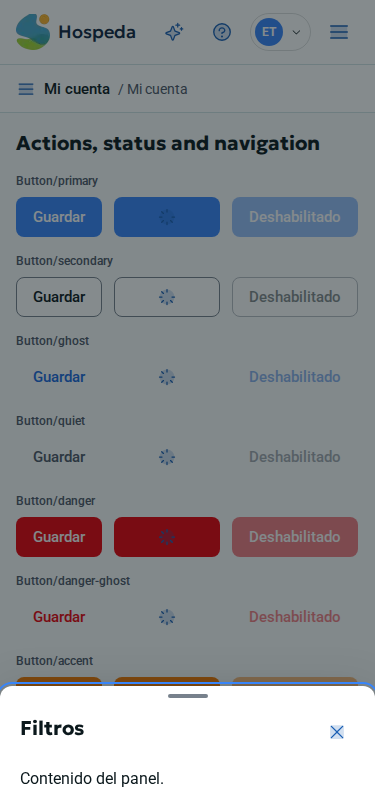 Hospeda
ET
Mi cuenta / Mi cuenta
Actions, status and navigation
Button/primary
Guardar Deshabilitado
Button/secondary
Guardar Deshabilitado
Button/ghost
Guardar Deshabilitado
Button/quiet
Guardar Deshabilitado
Button/danger
Guardar Deshabilitado
Button/danger-ghost
Guardar Deshabilitado
Button/accent
Filtros
Contenido del panel.